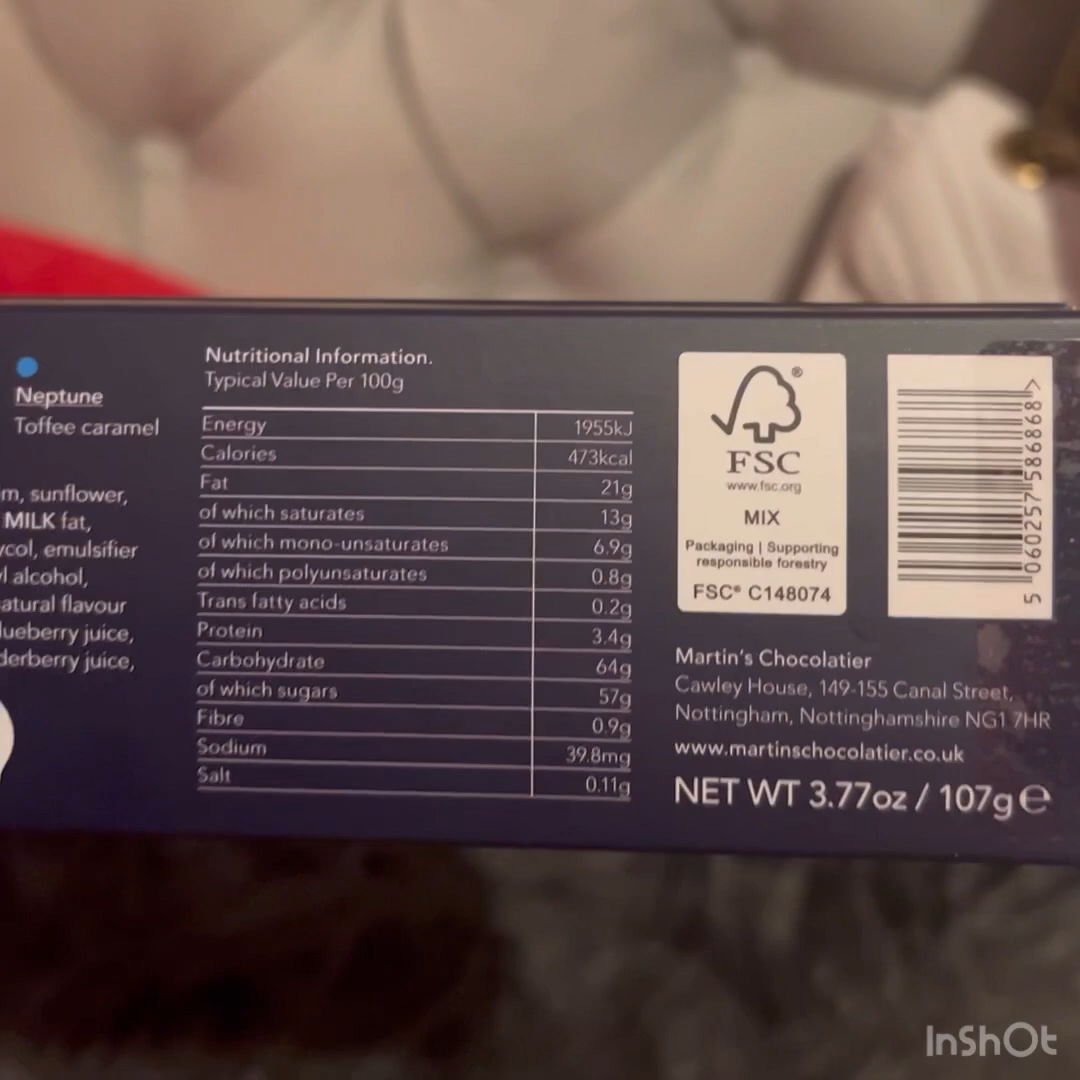 Neptune
Toffee caramel
sunflower,
MILK fat,
emulsifier
alcohol,
flavour
juice,
juice,
Nutritional Information.
Typical Value Per 100g
Energy 1955kJ
Calories 473kcal
Fat 21g
of which saturates 13g
of which mono-unsaturates 6.9g
of which polyunsaturates 0.8g
Trans fatty acids 0.2g
Protein 3.4g
Carbohydrate 64g
of which sugars 57g
Fibre 0.9g
Sodium 39.8mg
Salt 0.11g
®
FSC
www.fsc.org
MIX
Packaging | Supporting
responsible forestry
FSC® C148074
5 060257 586868 >
Martin's Chocolatier
Cawley House, 149-155 Canal Street,
Nottingham, Nottinghamshire NG1 7HR
www.martinschocolatier.co.uk
NET WT 3.77oz / 107g e
InShOt